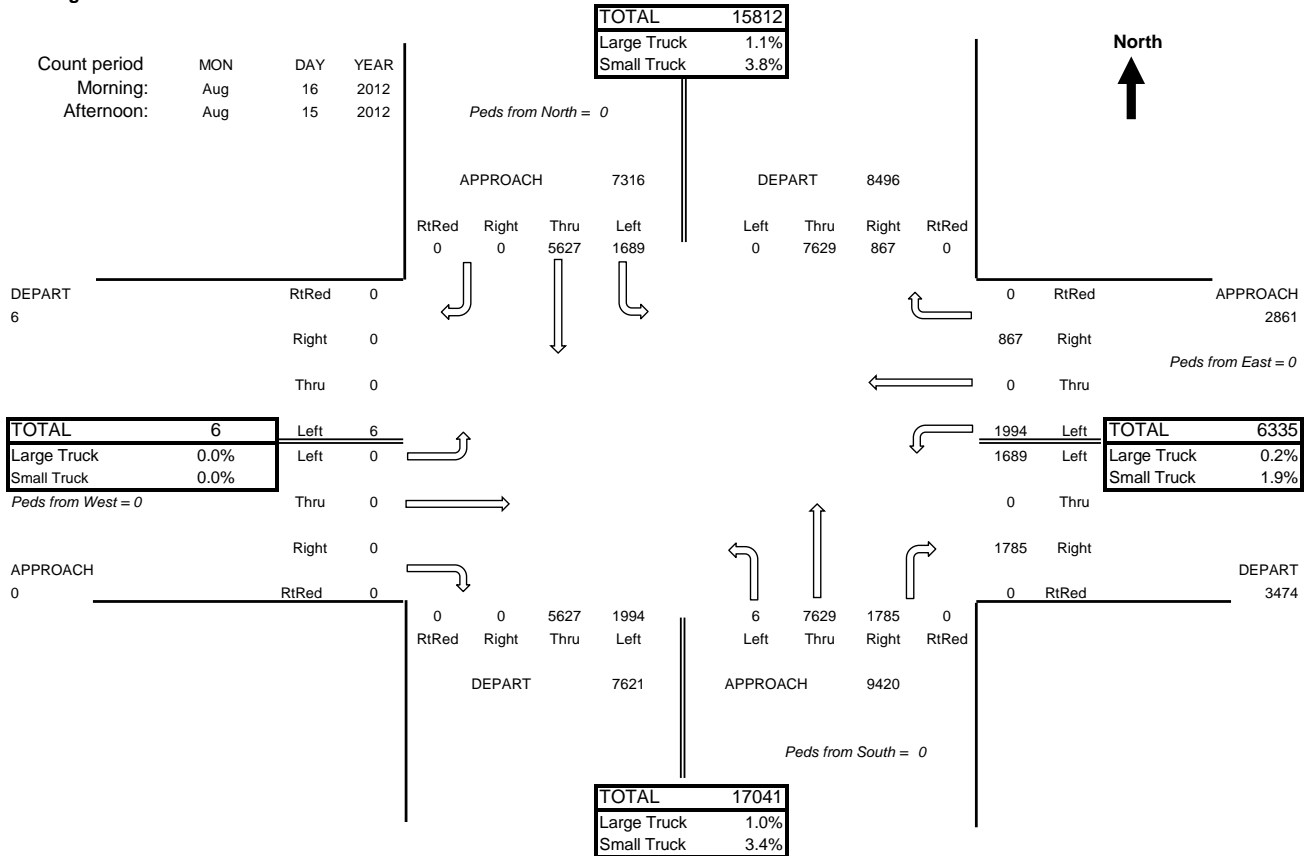 TOTAL 15812
Large Truck 1.1%
Small Truck 3.8%
North
Count period MON DAY YEAR
Morning: Aug 16 2012
Afternoon: Aug 15 2012
Peds from North = 0
APPROACH 7316 DEPART 8496
RtRed Right Thru Left Left Thru Right RtRed
0 0 5627 1689 0 7629 867 0
DEPART RtRed 0 0 RtRed APPROACH
6 2861
Right 0 867 Right
Peds from East = 0
Thru 0 0 Thru
TOTAL 6 Left 6 1994 Left TOTAL 6335
Large Truck 0.0% Left 0 1689 Left Large Truck 0.2%
Small Truck 0.0% Small Truck 1.9%
Peds from West = 0 Thru 0 0 Thru
Right 0 1785 Right
APPROACH DEPART
0 RtRed 0 0 RtRed 3474
0 0 5627 1994 6 7629 1785 0
RtRed Right Thru Left Left Thru Right RtRed
DEPART 7621 APPROACH 9420
Peds from South = 0
TOTAL 17041
Large Truck 1.0%
Small Truck 3.4%